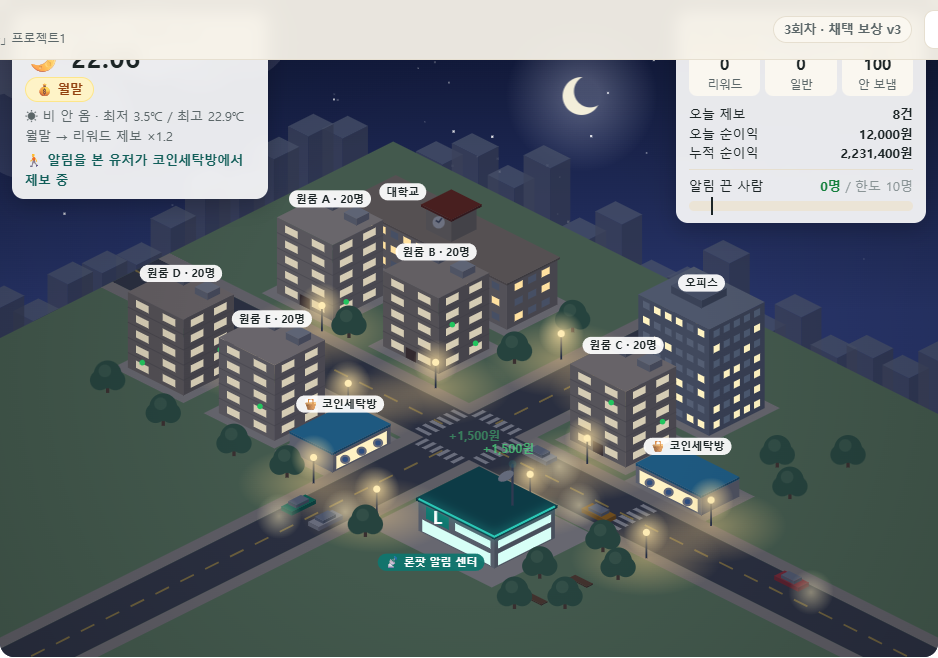 」 프로젝트1
3회차 · 채택 보상 v3
22:06
월말
비 안 옴 · 최저 3.5℃ / 최고 22.9℃
월말 → 리워드 제보 ×1.2
알림을 본 유저가 코인세탁방에서
제보 중
0 0 100
리워드 일반 안 보냄
오늘 제보 8건
오늘 순이익 12,000원
누적 순이익 2,231,400원
알림 끈 사람 0명 / 한도 10명
대학교
원룸 A · 20명
원룸 B · 20명
원룸 D · 20명
오피스
원룸 E · 20명
원룸 C · 20명
코인세탁방
+1,500원
+1,500원
코인세탁방
L
론팟 알림 센터